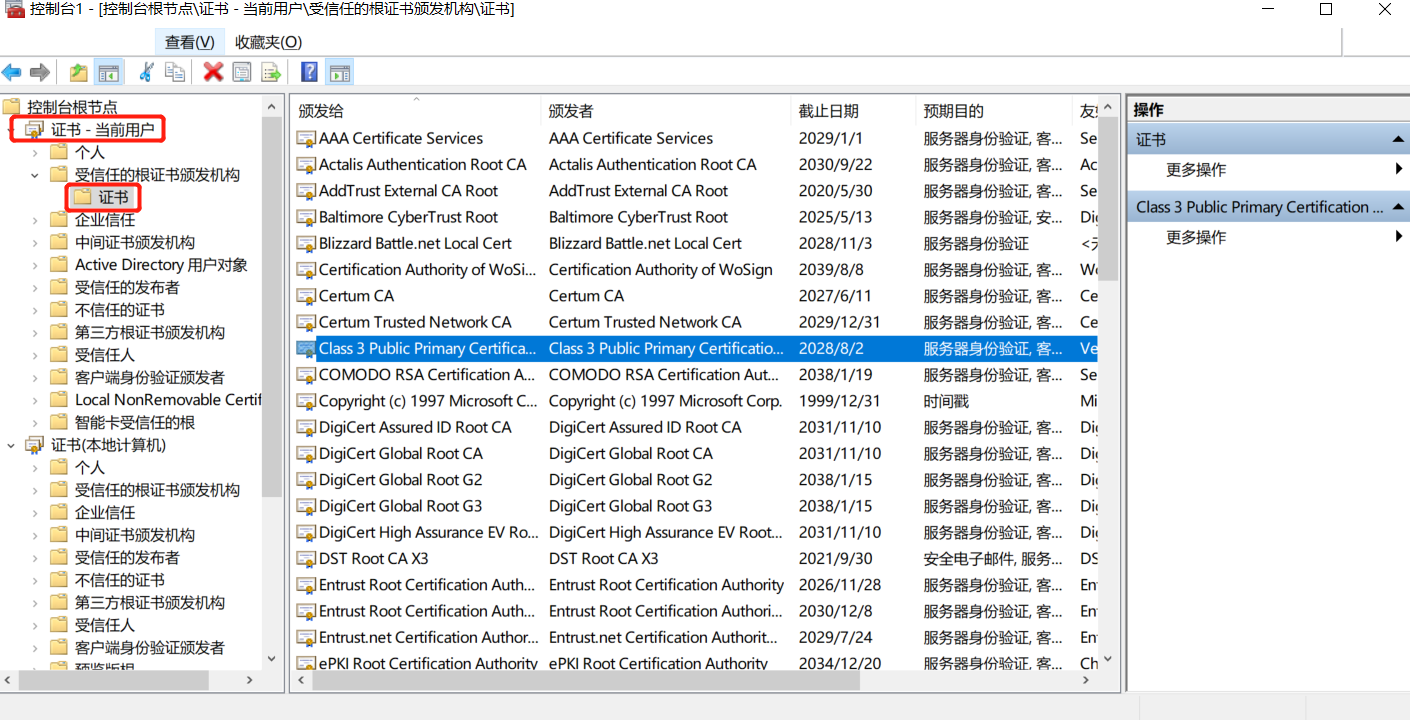 控制台1 - [控制台根节点\证书 - 当前用户\受信任的根证书颁发机构\证书]
查看(V) 收藏夹(O)
控制台根节点
证书 - 当前用户
个人
受信任的根证书颁发机构
证书
企业信任
中间证书颁发机构
Active Directory 用户对象
受信任的发布者
不信任的证书
第三方根证书颁发机构
受信任人
客户端身份验证颁发者
Local NonRemovable Certif
智能卡受信任的根
证书(本地计算机)
个人
受信任的根证书颁发机构
企业信任
中间证书颁发机构
受信任的发布者
不信任的证书
第三方根证书颁发机构
受信任人
客户端身份验证颁发者
预览版根
颁发给 颁发者 截止日期 预期目的 友
AAA Certificate Services AAA Certificate Services 2029/1/1 服务器身份验证, 客... Se
Actalis Authentication Root CA Actalis Authentication Root CA 2030/9/22 服务器身份验证, 客... Ac
AddTrust External CA Root AddTrust External CA Root 2020/5/30 服务器身份验证, 客... Se
Baltimore CyberTrust Root Baltimore CyberTrust Root 2025/5/13 服务器身份验证, 安... Dig
Blizzard Battle.net Local Cert Blizzard Battle.net Local Cert 2028/11/3 服务器身份验证 <无
Certification Authority of WoSi... Certification Authority of WoSign 2039/8/8 服务器身份验证, 客... Wo
Certum CA Certum CA 2027/6/11 服务器身份验证, 客... Ce
Certum Trusted Network CA Certum Trusted Network CA 2029/12/31 服务器身份验证, 客... Ce
Class 3 Public Primary Certifica... Class 3 Public Primary Certificatio... 2028/8/2 服务器身份验证, 客... Ve
COMODO RSA Certification A... COMODO RSA Certification Aut... 2038/1/19 服务器身份验证, 客... Se
Copyright (c) 1997 Microsoft C... Copyright (c) 1997 Microsoft Corp. 1999/12/31 时间戳 Mi
DigiCert Assured ID Root CA DigiCert Assured ID Root CA 2031/11/10 服务器身份验证, 客... Dig
DigiCert Global Root CA DigiCert Global Root CA 2031/11/10 服务器身份验证, 客... Dig
DigiCert Global Root G2 DigiCert Global Root G2 2038/1/15 服务器身份验证, 客... Dig
DigiCert Global Root G3 DigiCert Global Root G3 2038/1/15 服务器身份验证, 客... Dig
DigiCert High Assurance EV Ro... DigiCert High Assurance EV Root... 2031/11/10 服务器身份验证, 客... Dig
DST Root CA X3 DST Root CA X3 2021/9/30 安全电子邮件, 服务... DS
Entrust Root Certification Auth... Entrust Root Certification Authority 2026/11/28 服务器身份验证, 客... En
Entrust Root Certification Auth... Entrust Root Certification Authori... 2030/12/8 服务器身份验证, 客... En
Entrust.net Certification Author... Entrust.net Certification Authorit... 2029/7/24 服务器身份验证, 客... En
ePKI Root Certification Authority ePKI Root Certification Authority 2034/12/20 服务器身份验证, 客... Ch
操作
证书
更多操作
Class 3 Public Primary Certification ...
更多操作